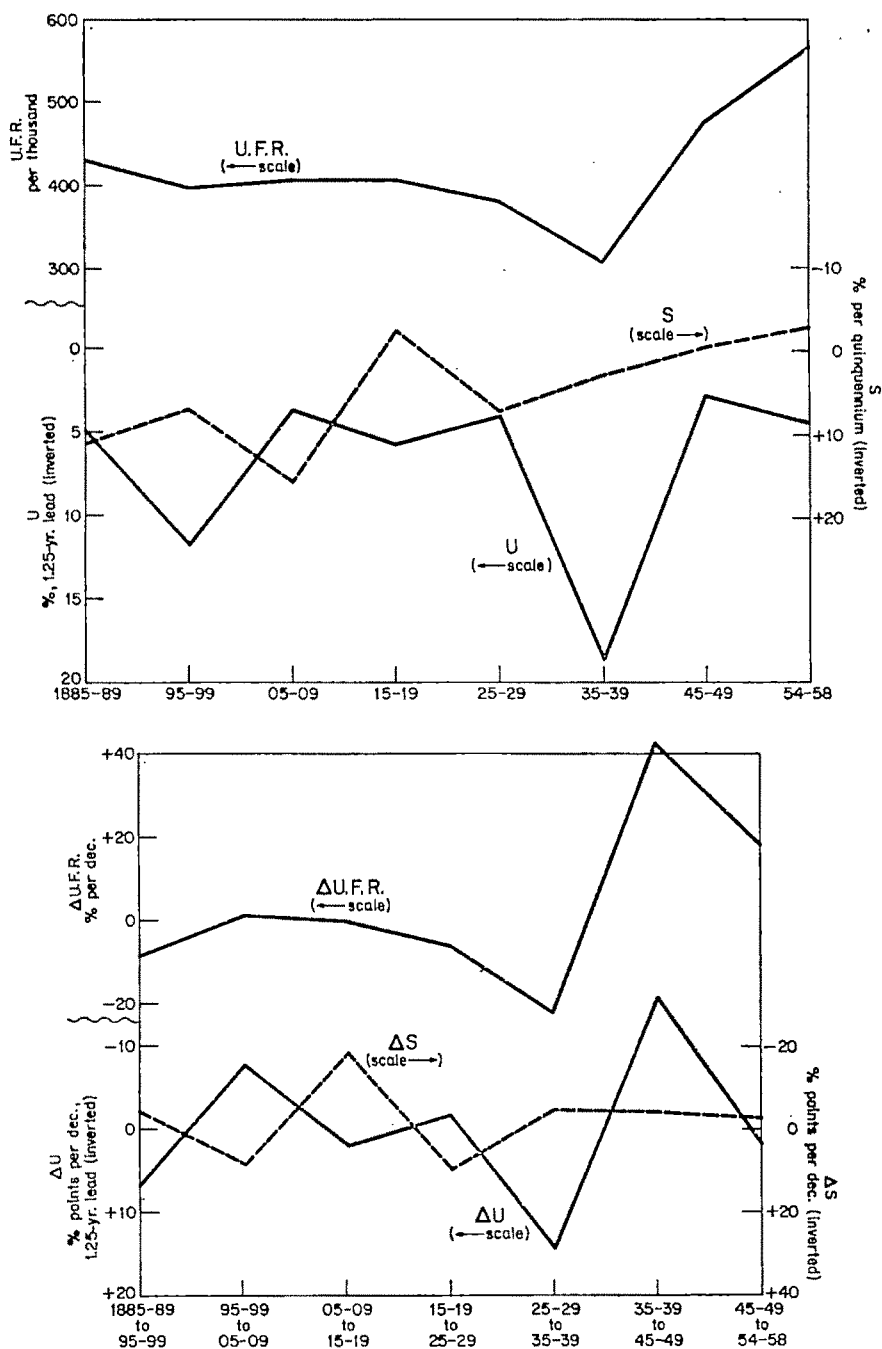 600
500
400
300
U.F.R.
per thousand
U.F.R.
(←scale)
0
5
10
15
20
U
%, 1.25-yr. lead (inverted)
S
(scale→)
U
(←scale)
-10
0
+10
+20
S
% per quinquennium (inverted)
1885-89
95-99
05-09
15-19
25-29
35-39
45-49
54-58
+40
+20
0
-20
ΔU.F.R.
% per dec.
ΔU.F.R.
(←scale)
-10
0
+10
+20
ΔU
% points per dec.,
1.25-yr. lead (inverted)
ΔS
(scale→)
ΔU
(←scale)
-20
0
+20
+40
ΔS
% points per dec. (inverted)
1885-89
to
95-99
95-99
to
05-09
05-09
to
15-19
15-19
to
25-29
25-29
to
35-39
35-39
to
45-49
45-49
to
54-58